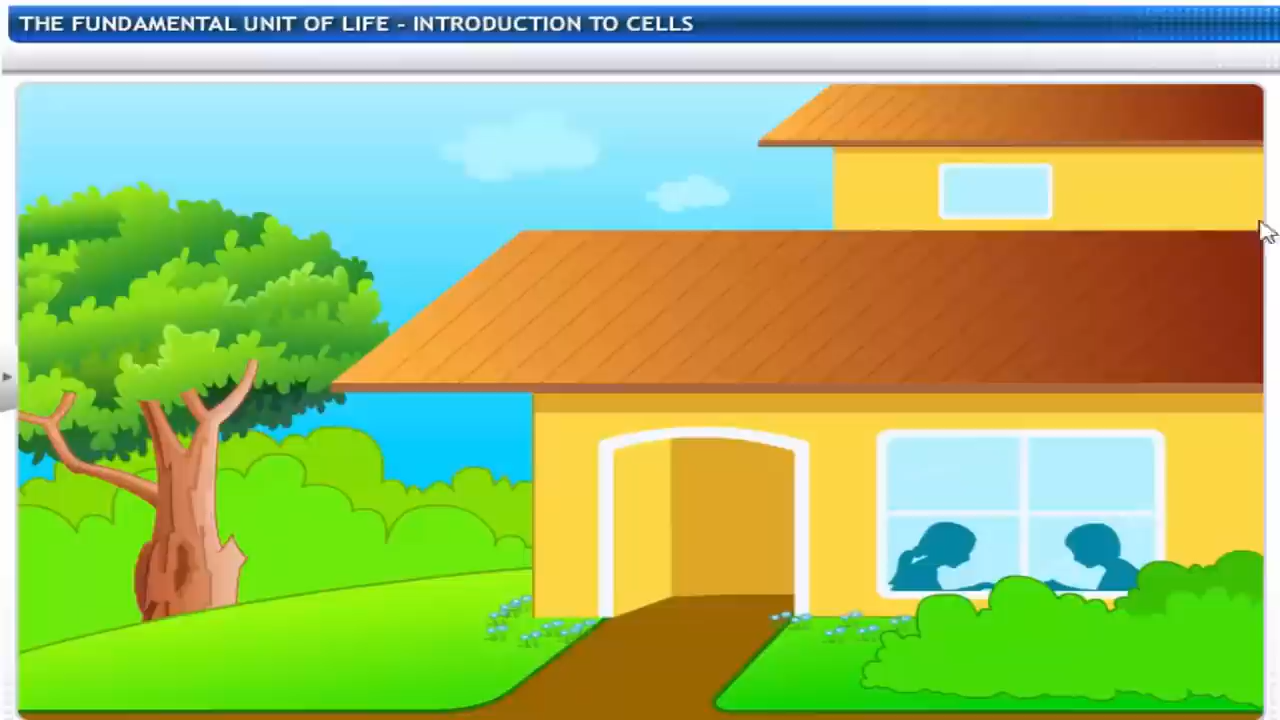 THE FUNDAMENTAL UNIT OF LIFE - INTRODUCTION TO CELLS